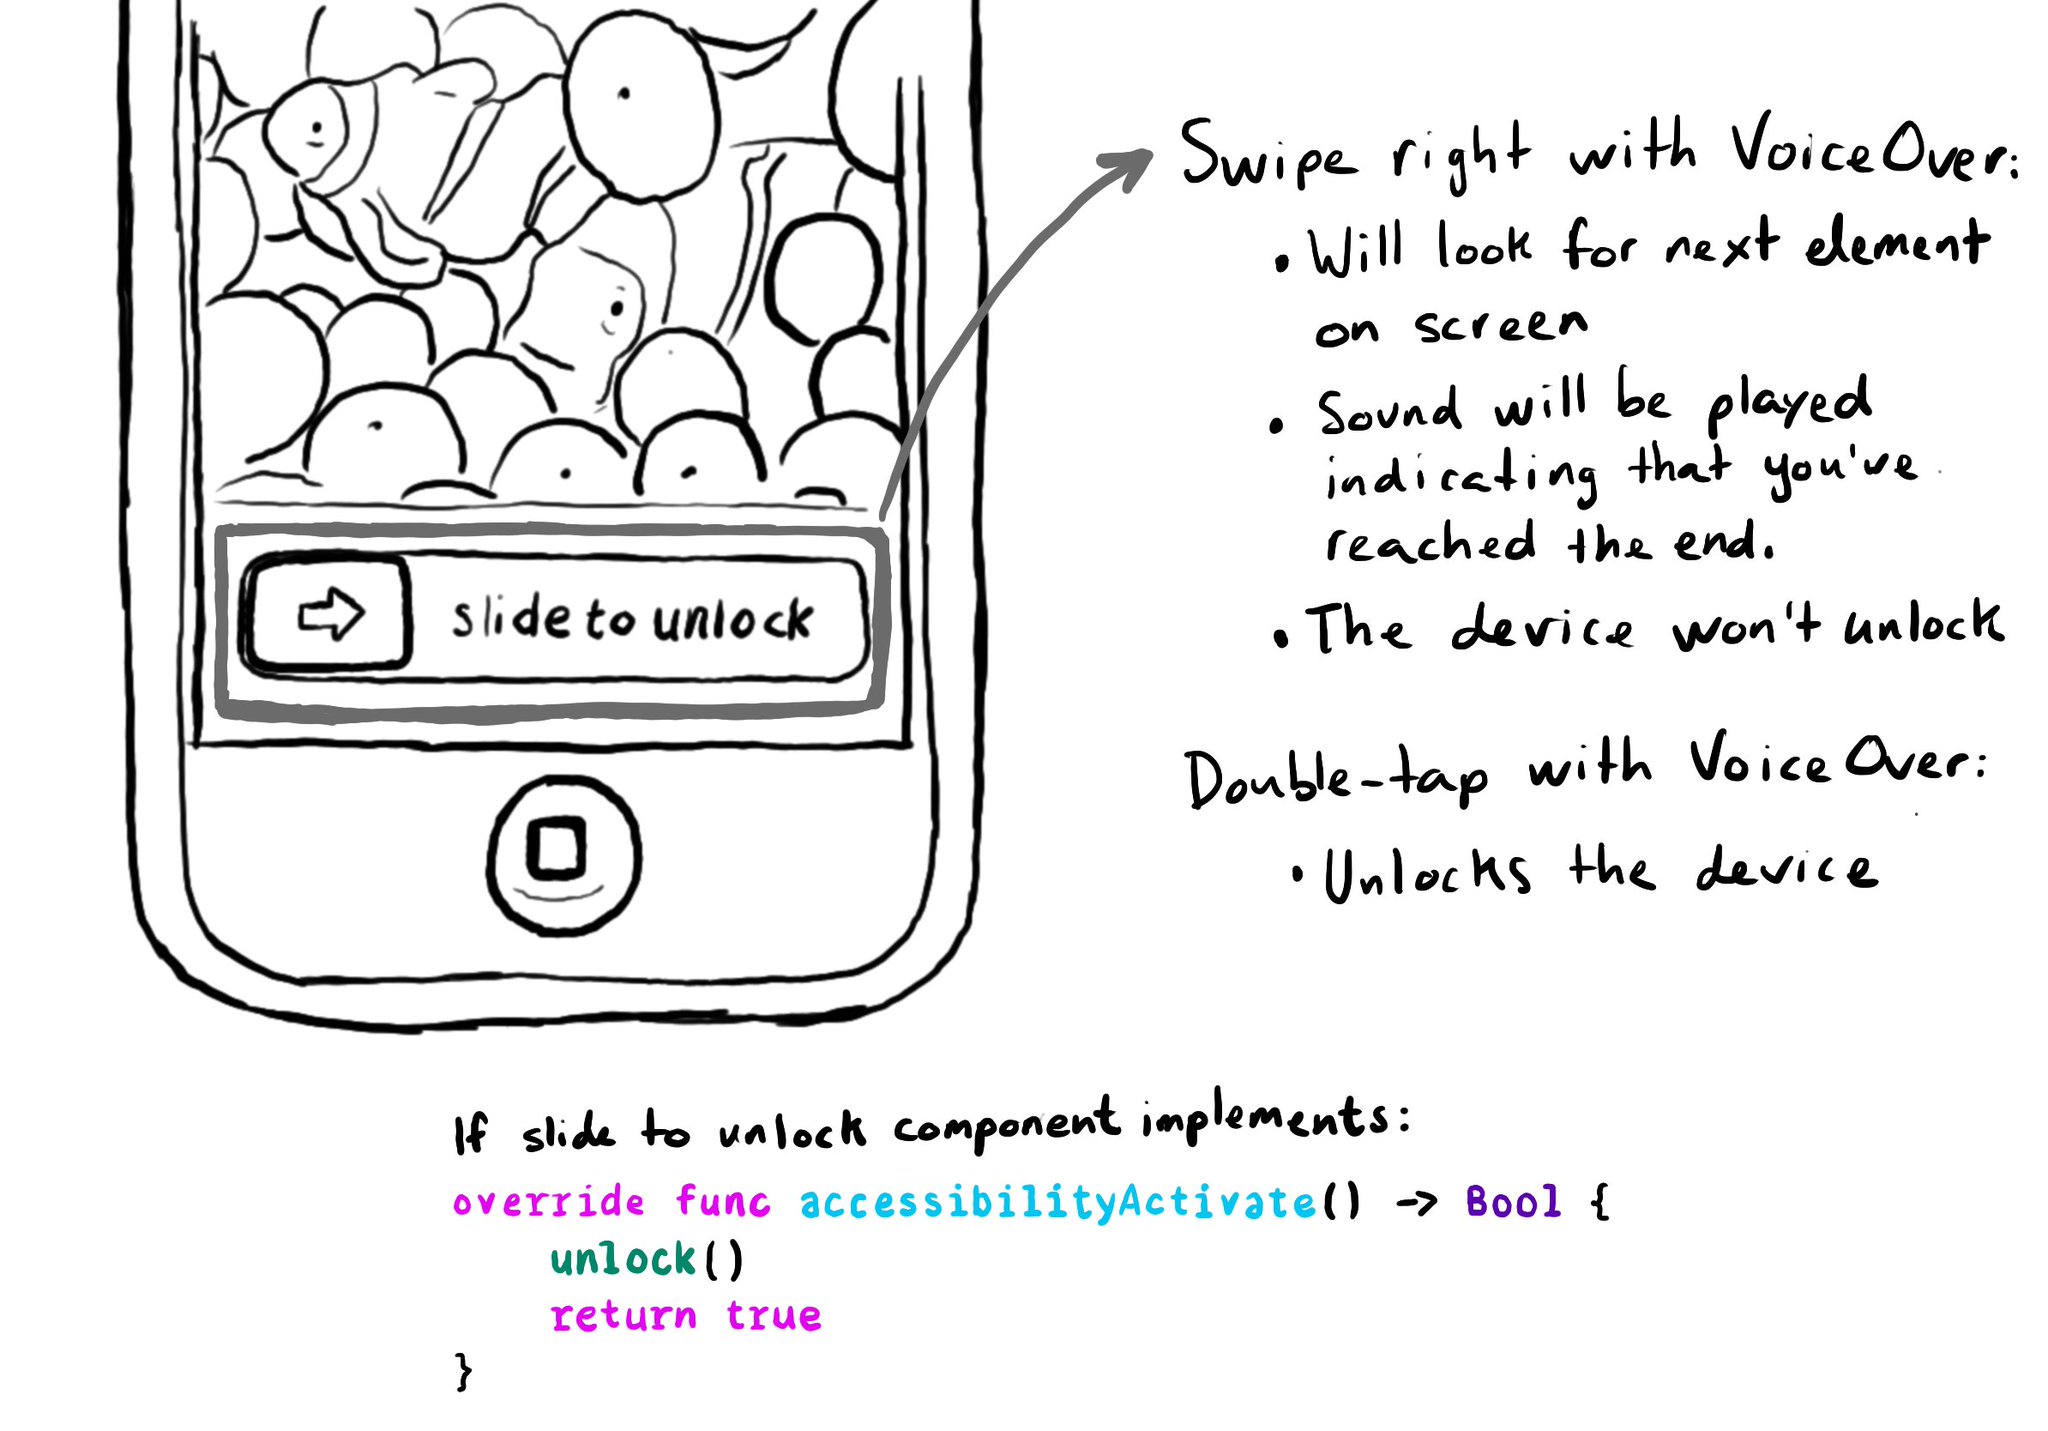 Swipe right with VoiceOver:
• Will look for next element
on screen
• Sound will be played
indicating that you've
reached the end.
• The device won't unlock
slide to unlock
Double-tap with VoiceOver:
• Unlocks the device
If slide to unlock component implements:
override func accessibilityActivate() -> Bool {
unlock()
return true
}